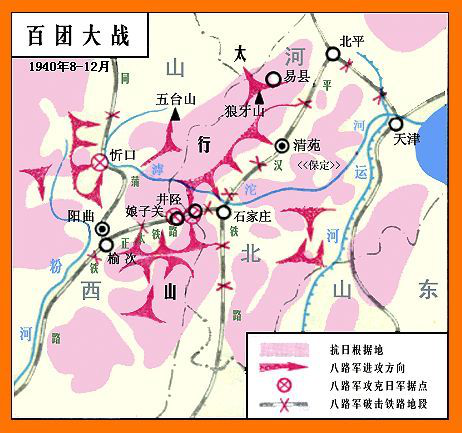 百团大战
1940年8-12月
北平
易县
狼牙山
五台山
天津
清苑
<<保定>>
忻口
井陉
娘子关
石家庄
阳曲
榆次
山
西
河
北
山
东
太
行
山
同
蒲
铁
路
平
汉
铁
路
正
铁
路
滹
沱
河
汾
河
运
河
抗日根据地
八路军进攻方向
八路军攻克日军据点
八路军破击铁路地段